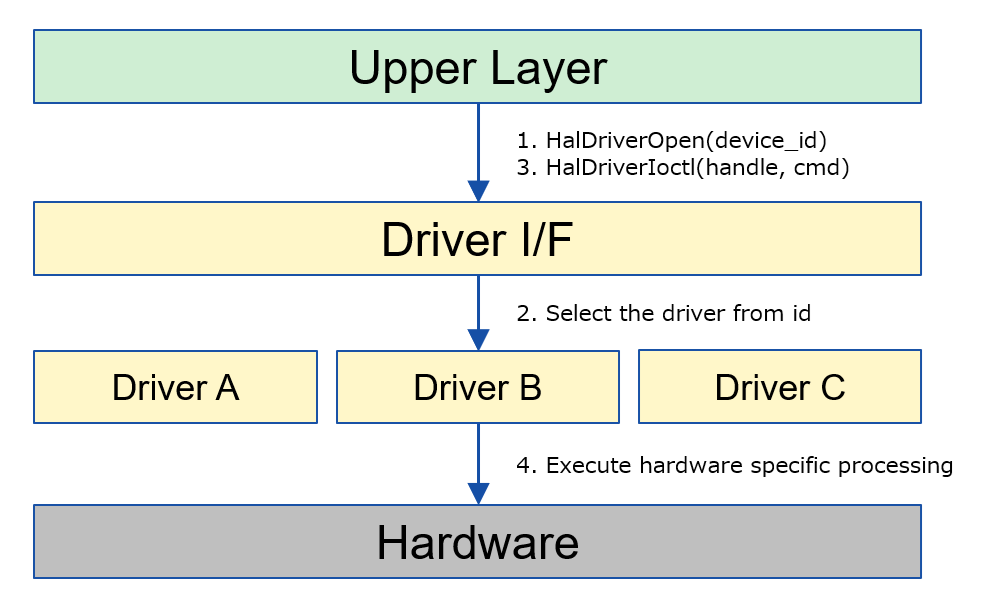 Upper Layer
1. HalDriverOpen(device_id)
3. HalDriverIoctl(handle, cmd)
Driver I/F
2. Select the driver from id
Driver A
Driver B
Driver C
4. Execute hardware specific processing
Hardware